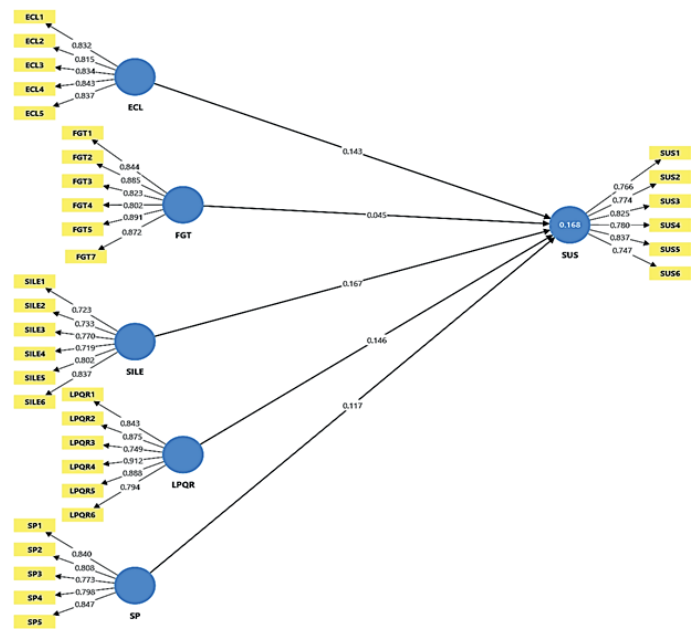 ECL1
ECL2
ECL3
ECL4
ECL5
0.832
0.815
0.834
0.843
0.837
ECL
FGT1
FGT2
FGT3
FGT4
FGT5
FGT7
0.844
0.885
0.823
0.802
0.891
0.872
FGT
SILE1
SILE2
SILE3
SILE4
SILE5
SILE6
0.723
0.733
0.770
0.719
0.802
0.837
SILE
LPQR1
LPQR2
LPQR3
LPQR4
LPQR5
LPQR6
0.843
0.875
0.749
0.912
0.888
0.794
LPQR
SP1
SP2
SP3
SP4
SP5
0.840
0.808
0.773
0.798
0.847
SP
0.143
0.045
0.167
0.146
0.117
0.168
SUS
0.766
0.774
0.825
0.780
0.837
0.747
SUS1
SUS2
SUS3
SUS4
SUS5
SUS6